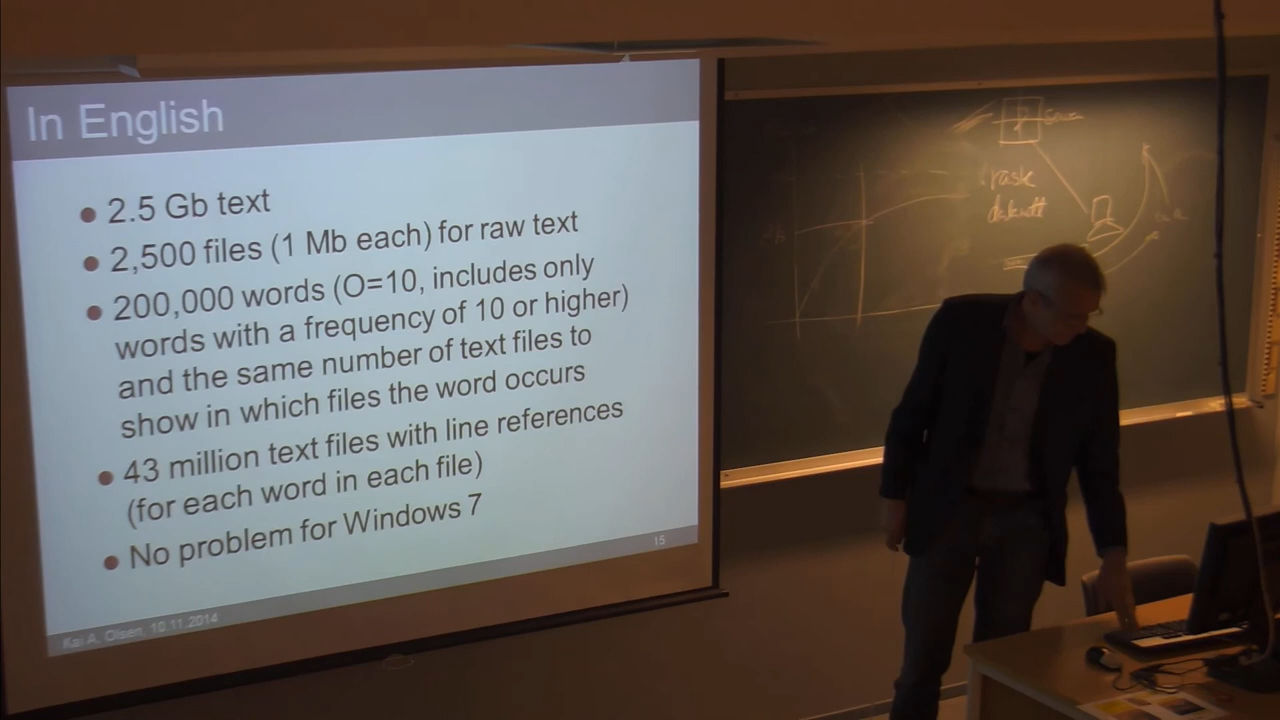 In English
2.5 Gb text
2,500 files (1 Mb each) for raw text
200,000 words (O=10, includes only
words with a frequency of 10 or higher)
and the same number of text files to
show in which files the word occurs
43 million text files with line references
(for each word in each file)
No problem for Windows 7
15
Kai A. Olsen, 10.11.2014
rask